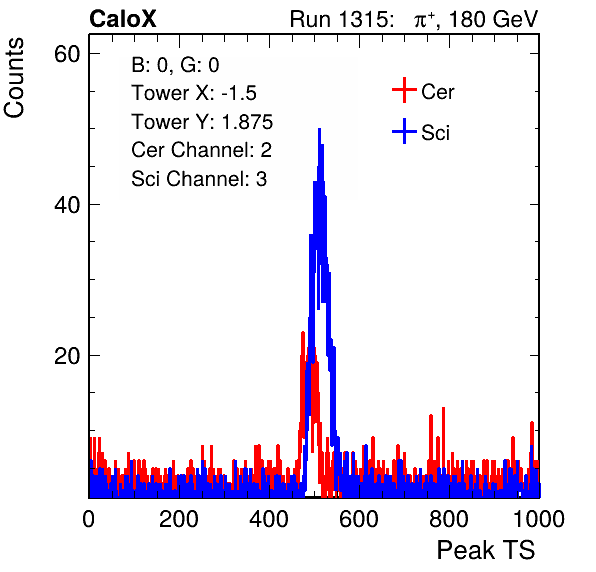 CaloX Run 1315: π⁺, 180 GeV
B: 0, G: 0
Tower X: -1.5
Tower Y: 1.875
Cer Channel: 2
Sci Channel: 3
Cer
Sci
Counts
60
40
20
0 200 400 600 800 1000
Peak TS